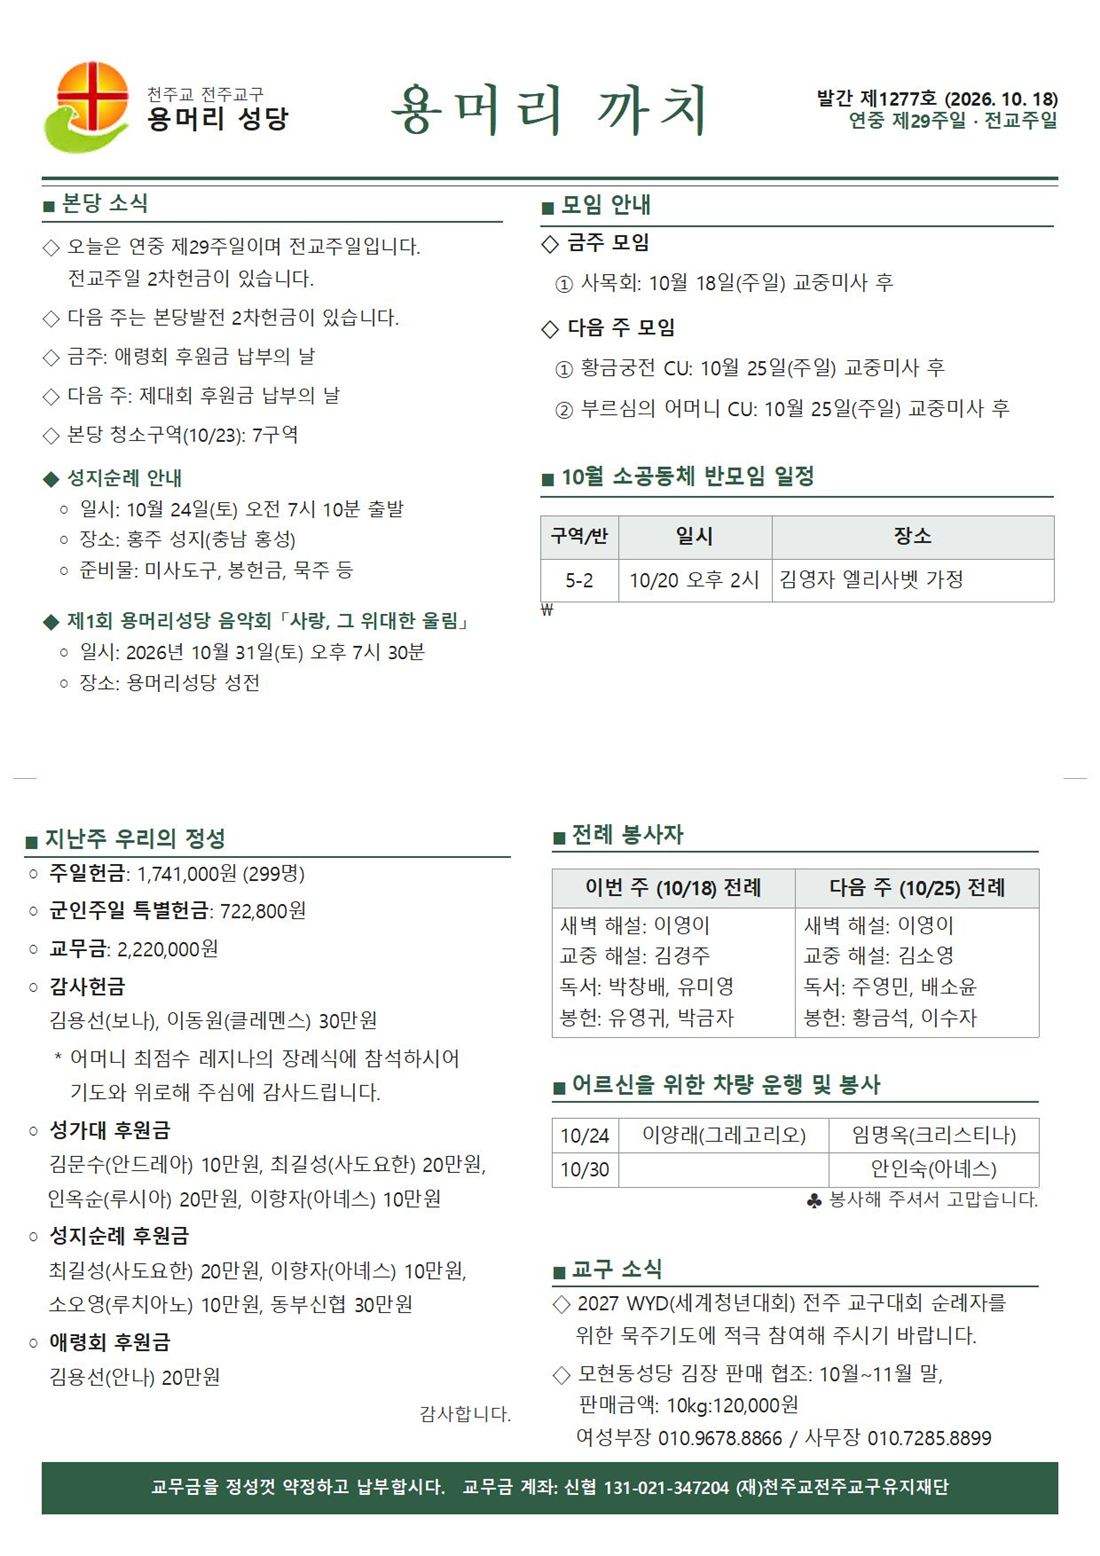 천주교 전주교구
용머리 성당
용머리 까치
발간 제1277호 (2026. 10. 18)
연중 제29주일 · 전교주일
■ 본당 소식
◇ 오늘은 연중 제29주일이며 전교주일입니다.
전교주일 2차헌금이 있습니다.
◇ 다음 주는 본당발전 2차헌금이 있습니다.
◇ 금주: 애령회 후원금 납부의 날
◇ 다음 주: 제대회 후원금 납부의 날
◇ 본당 청소구역(10/23): 7구역
◆ 성지순례 안내
○ 일시: 10월 24일(토) 오전 7시 10분 출발
○ 장소: 홍주 성지(충남 홍성)
○ 준비물: 미사도구, 봉헌금, 묵주 등
◆ 제1회 용머리성당 음악회 「사랑, 그 위대한 울림」
○ 일시: 2026년 10월 31일(토) 오후 7시 30분
○ 장소: 용머리성당 성전
■ 모임 안내
◇ 금주 모임
① 사목회: 10월 18일(주일) 교중미사 후
◇ 다음 주 모임
① 황금궁전 CU: 10월 25일(주일) 교중미사 후
② 부르심의 어머니 CU: 10월 25일(주일) 교중미사 후
■ 10월 소공동체 반모임 일정
구역/반 일시 장소
5-2 10/20 오후 2시 김영자 엘리사벳 가정
₩
■ 지난주 우리의 정성
○ 주일헌금: 1,741,000원 (299명)
○ 군인주일 특별헌금: 722,800원
○ 교무금: 2,220,000원
○ 감사헌금
김용선(보나), 이동원(클레멘스) 30만원
* 어머니 최점수 레지나의 장례식에 참석하시어
기도와 위로해 주심에 감사드립니다.
○ 성가대 후원금
김문수(안드레아) 10만원, 최길성(사도요한) 20만원,
인옥순(루시아) 20만원, 이향자(아녜스) 10만원
○ 성지순례 후원금
최길성(사도요한) 20만원, 이향자(아녜스) 10만원,
소오영(루치아노) 10만원, 동부신협 30만원
○ 애령회 후원금
김용선(안나) 20만원
감사합니다.
■ 전례 봉사자
이번 주 (10/18) 전례 다음 주 (10/25) 전례
새벽 해설: 이영이 새벽 해설: 이영이
교중 해설: 김경주 교중 해설: 김소영
독서: 박창배, 유미영 독서: 주영민, 배소윤
봉헌: 유영귀, 박금자 봉헌: 황금석, 이수자
■ 어르신을 위한 차량 운행 및 봉사
10/24 이양래(그레고리오) 임명옥(크리스티나)
10/30 안인숙(아녜스)
♣ 봉사해 주셔서 고맙습니다.
■ 교구 소식
◇ 2027 WYD(세계청년대회) 전주 교구대회 순례자를
위한 묵주기도에 적극 참여해 주시기 바랍니다.
◇ 모현동성당 김장 판매 협조: 10월~11월 말,
판매금액: 10kg:120,000원
여성부장 010.9678.8866 / 사무장 010.7285.8899
교무금을 정성껏 약정하고 납부합시다. 교무금 계좌: 신협 131-021-347204 (재)천주교전주교구유지재단